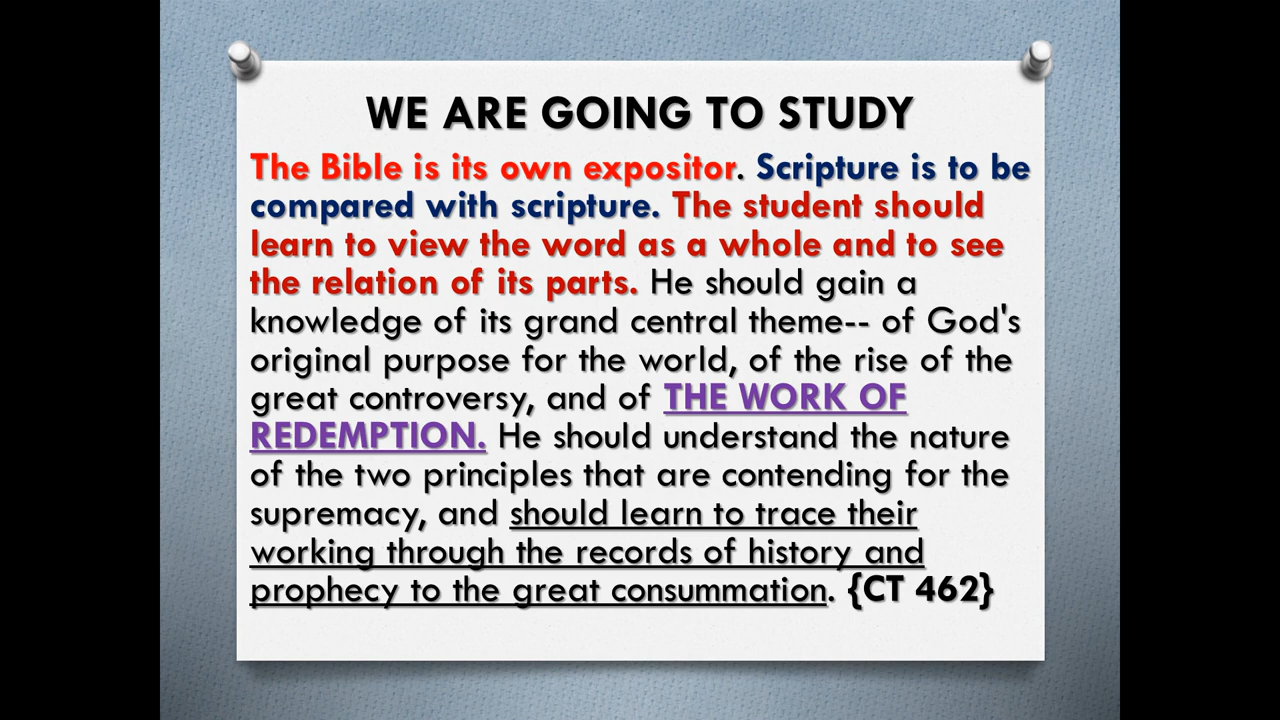 WE ARE GOING TO STUDY
The Bible is its own expositor. Scripture is to be
compared with scripture. The student should
learn to view the word as a whole and to see
the relation of its parts. He should gain a
knowledge of its grand central theme-- of God's
original purpose for the world, of the rise of the
great controversy, and of THE WORK OF
REDEMPTION. He should understand the nature
of the two principles that are contending for the
supremacy, and should learn to trace their
working through the records of history and
prophecy to the great consummation. {CT 462}